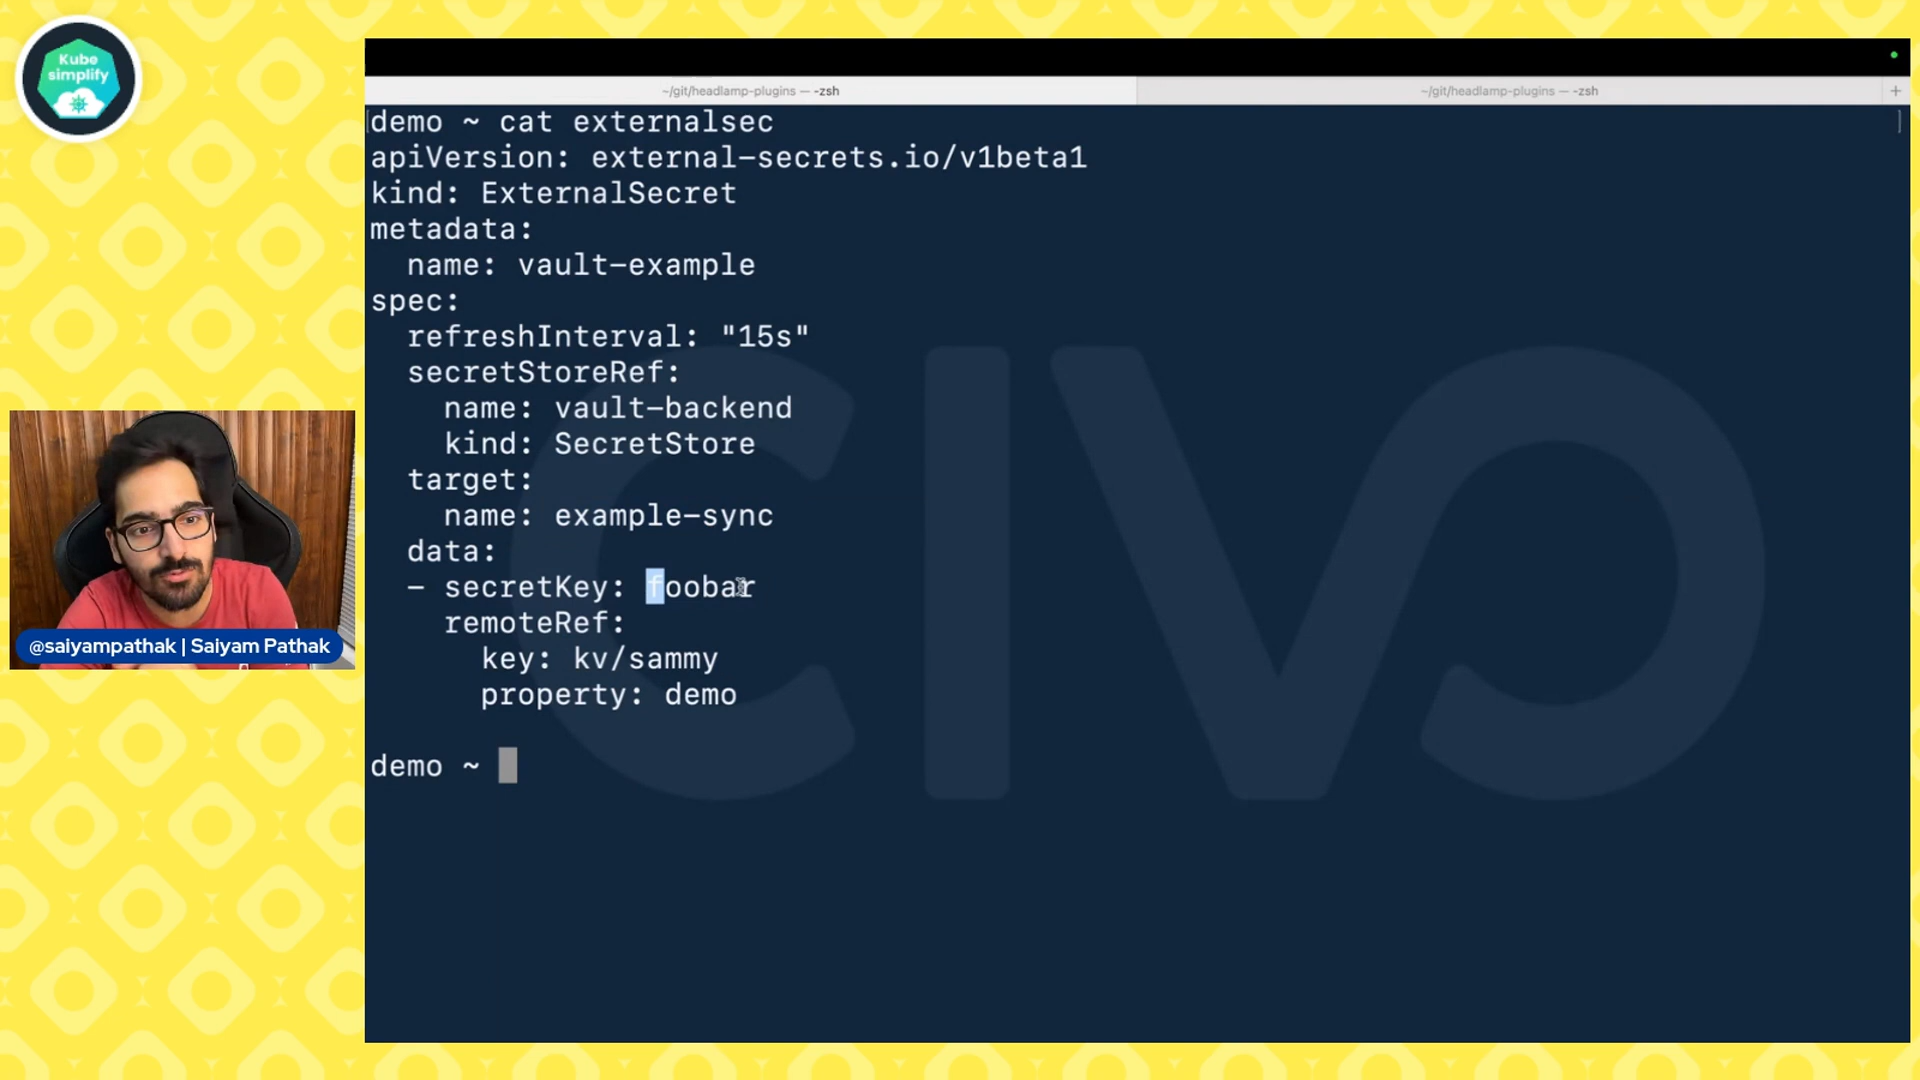 Kube
simplify
~/git/headlamp-plugins — -zsh
~/git/headlamp-plugins — -zsh
+
demo ~ cat externalsec
apiVersion: external-secrets.io/v1beta1
kind: ExternalSecret
metadata:
  name: vault-example
spec:
  refreshInterval: "15s"
  secretStoreRef:
    name: vault-backend
    kind: SecretStore
  target:
    name: example-sync
  data:
  - secretKey: foobar
    remoteRef:
      key: kv/sammy
      property: demo
demo ~
CIVO
@saiyampathak | Saiyam Pathak